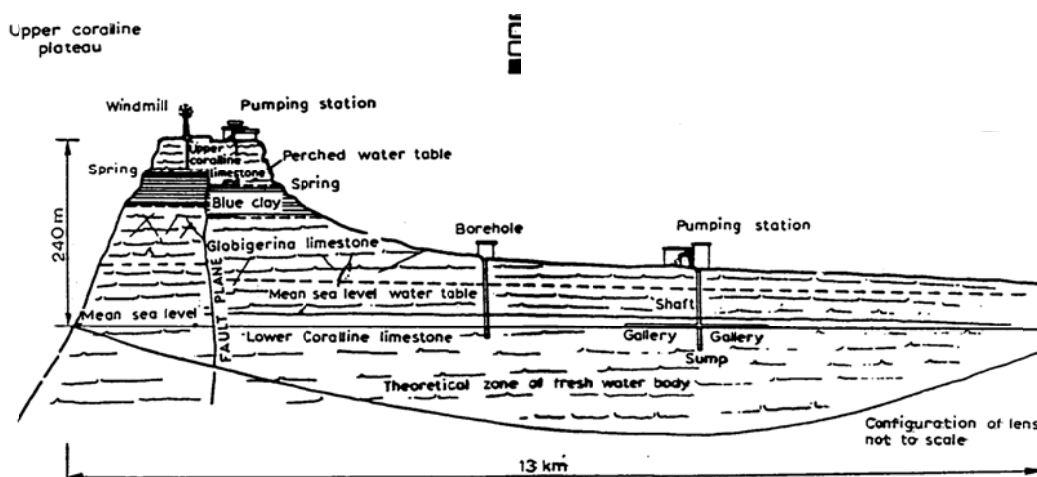 Upper coralline
plateau
Windmill
Pumping station
Upper
coralline
limestone
Perched water table
Spring
Spring
Blue clay
240m
Globigerina limestone
Borehole
Pumping station
FAULT PLANE
Mean sea level water table
Shaft
Mean sea level
Lower Coralline limestone
Gallery
Gallery
Sump
Theoretical zone of fresh water body
Configuration of lens
not to scale
13 km